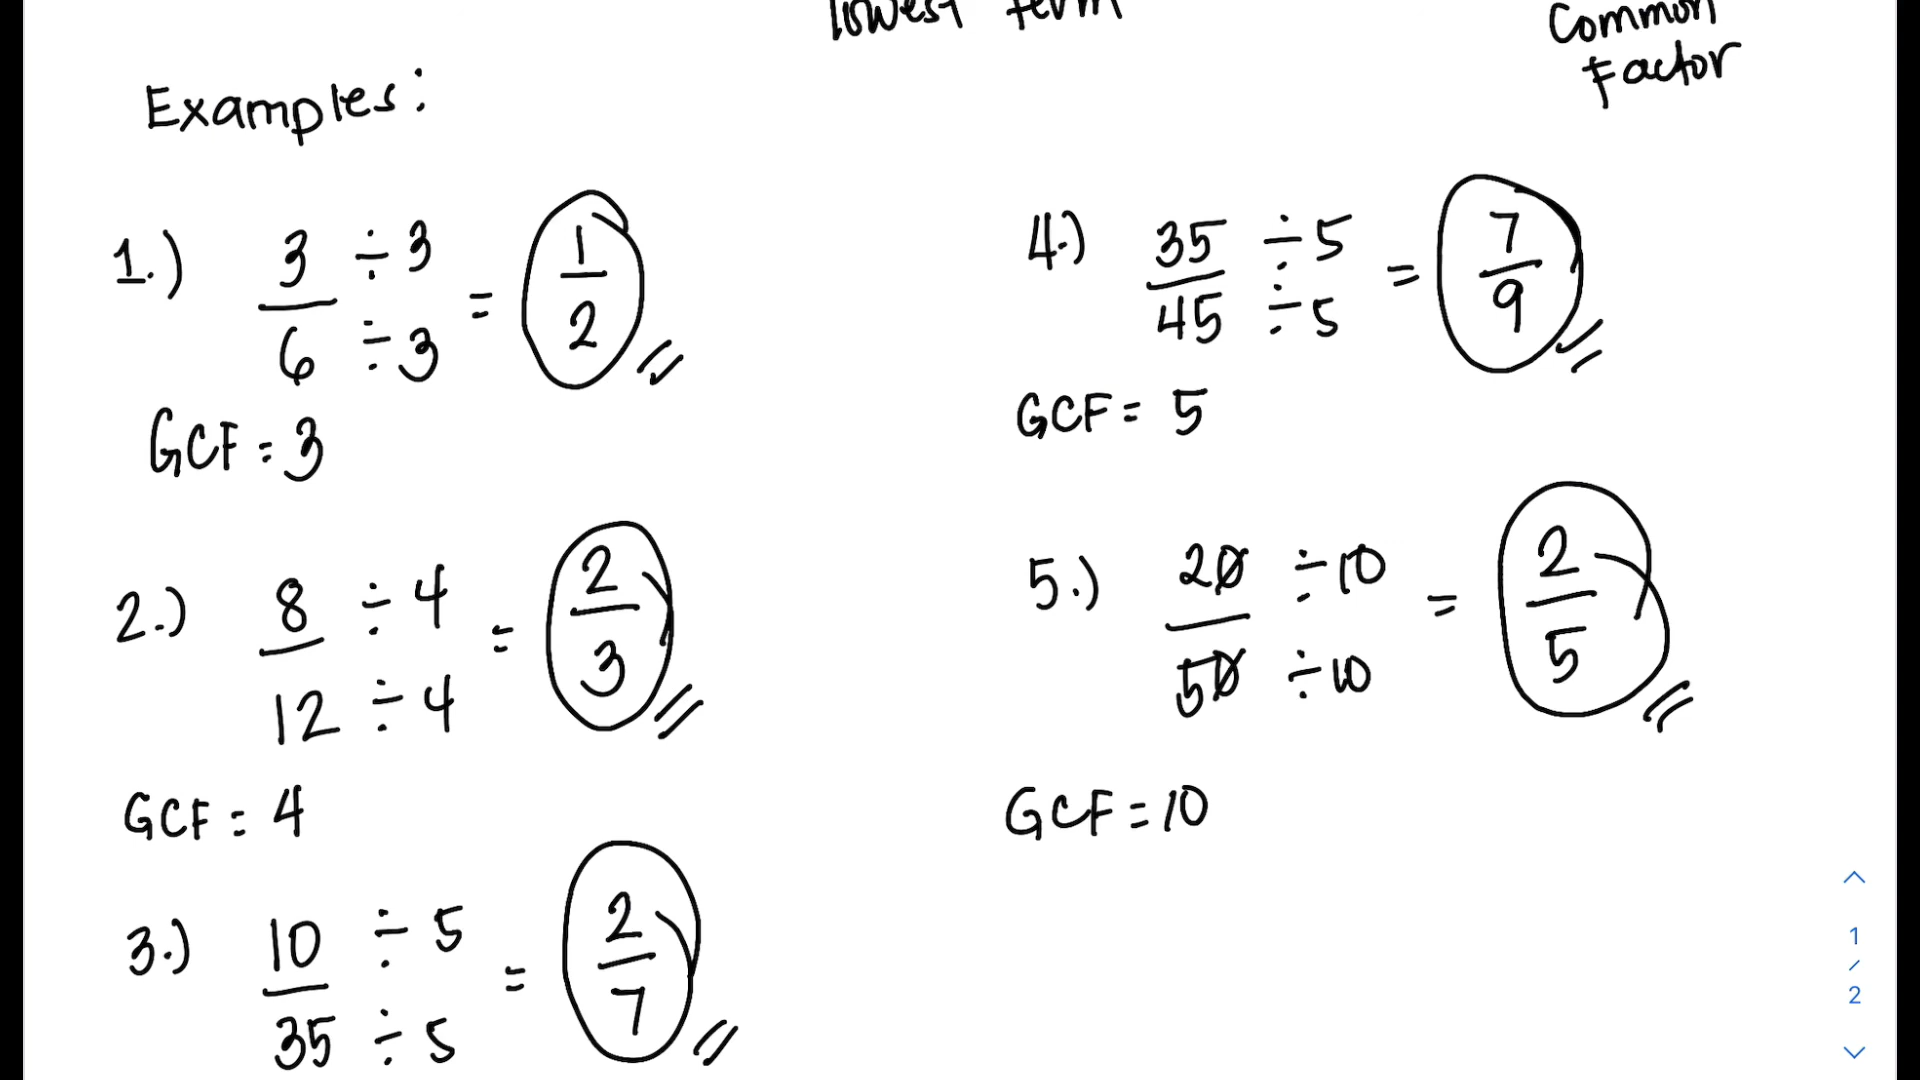 lowest term
Common
Factor
Examples:
1.) 3/6 ÷3/÷3 = 1/2
GCF = 3
2.) 8/12 ÷4/÷4 = 2/3
GCF = 4
3.) 10/35 ÷5/÷5 = 2/7
4.) 35/45 ÷5/÷5 = 7/9
GCF = 5
5.) 20/50 ÷10/÷10 = 2/5
GCF = 10
1
/
2